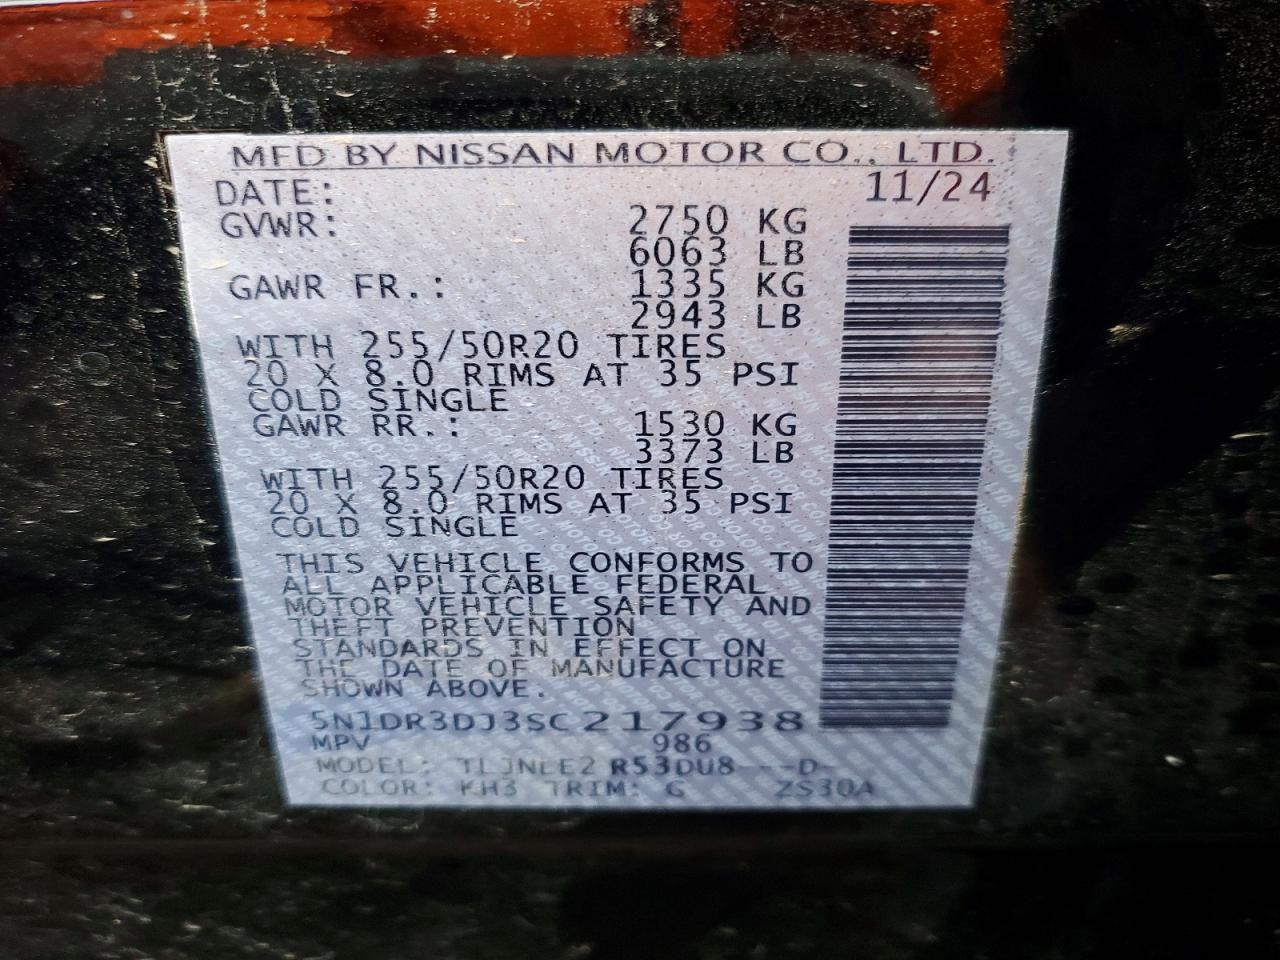 MFD BY NISSAN MOTOR CO., LTD.
DATE: 11/24
GVWR: 2750 KG
6063 LB
GAWR FR.: 1335 KG
2943 LB
WITH 255/50R20 TIRES
20 X 8.0 RIMS AT 35 PSI
COLD SINGLE
GAWR RR.: 1530 KG
3373 LB
WITH 255/50R20 TIRES
20 X 8.0 RIMS AT 35 PSI
COLD SINGLE
THIS VEHICLE CONFORMS TO
ALL APPLICABLE FEDERAL
MOTOR VEHICLE SAFETY AND
THEFT PREVENTION
STANDARDS IN EFFECT ON
THE DATE OF MANUFACTURE
SHOWN ABOVE.
5N1DR3DJ3SC217938
MPV 986
MODEL: TLJNLE2 R53DU8---D-
COLOR: KH3 TRIM: G ZS30A